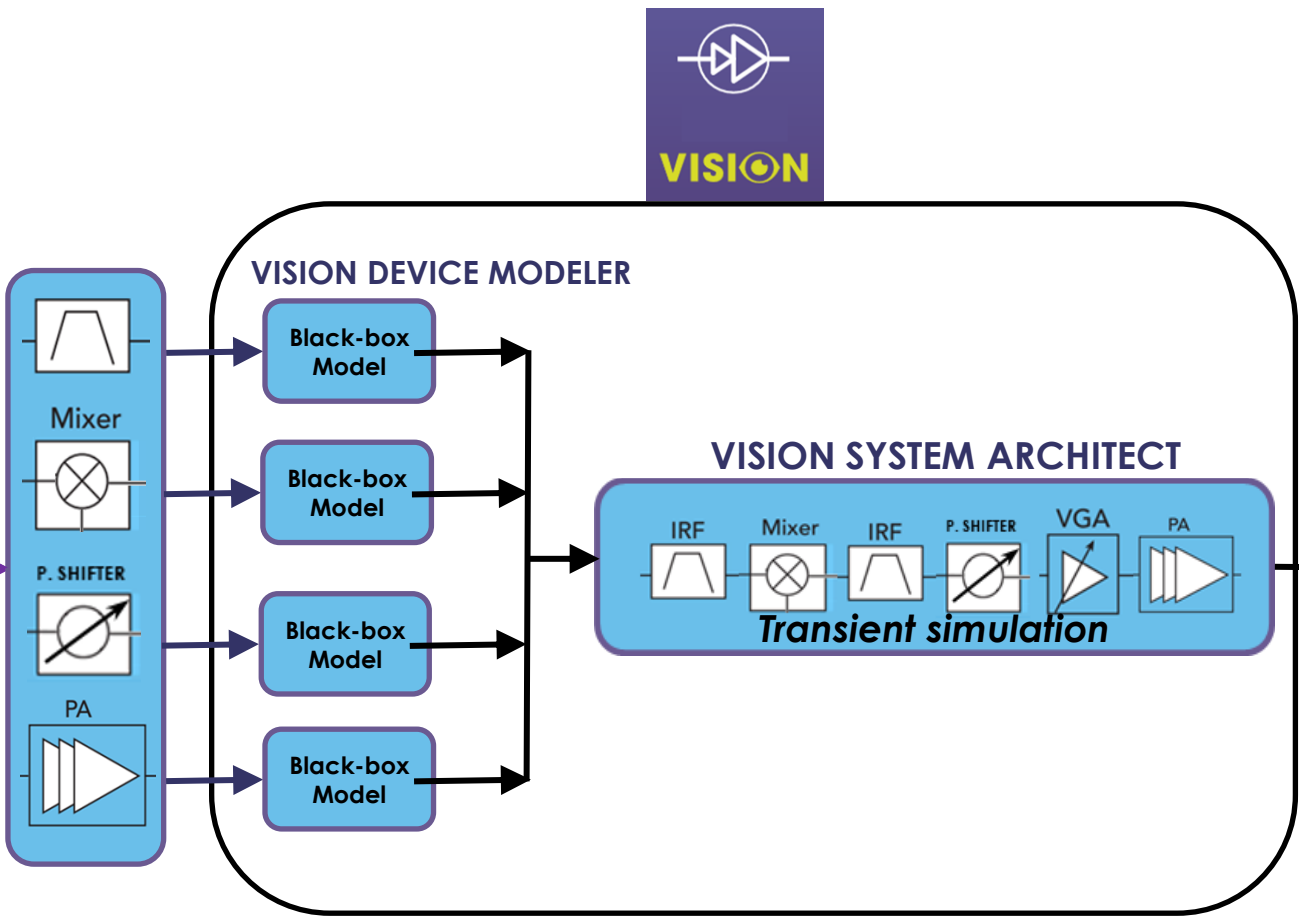 VISION
VISION DEVICE MODELER
Mixer
P. SHIFTER
PA
Black-box
Model
Black-box
Model
Black-box
Model
Black-box
Model
VISION SYSTEM ARCHITECT
IRF Mixer IRF P. SHIFTER VGA PA
Transient simulation